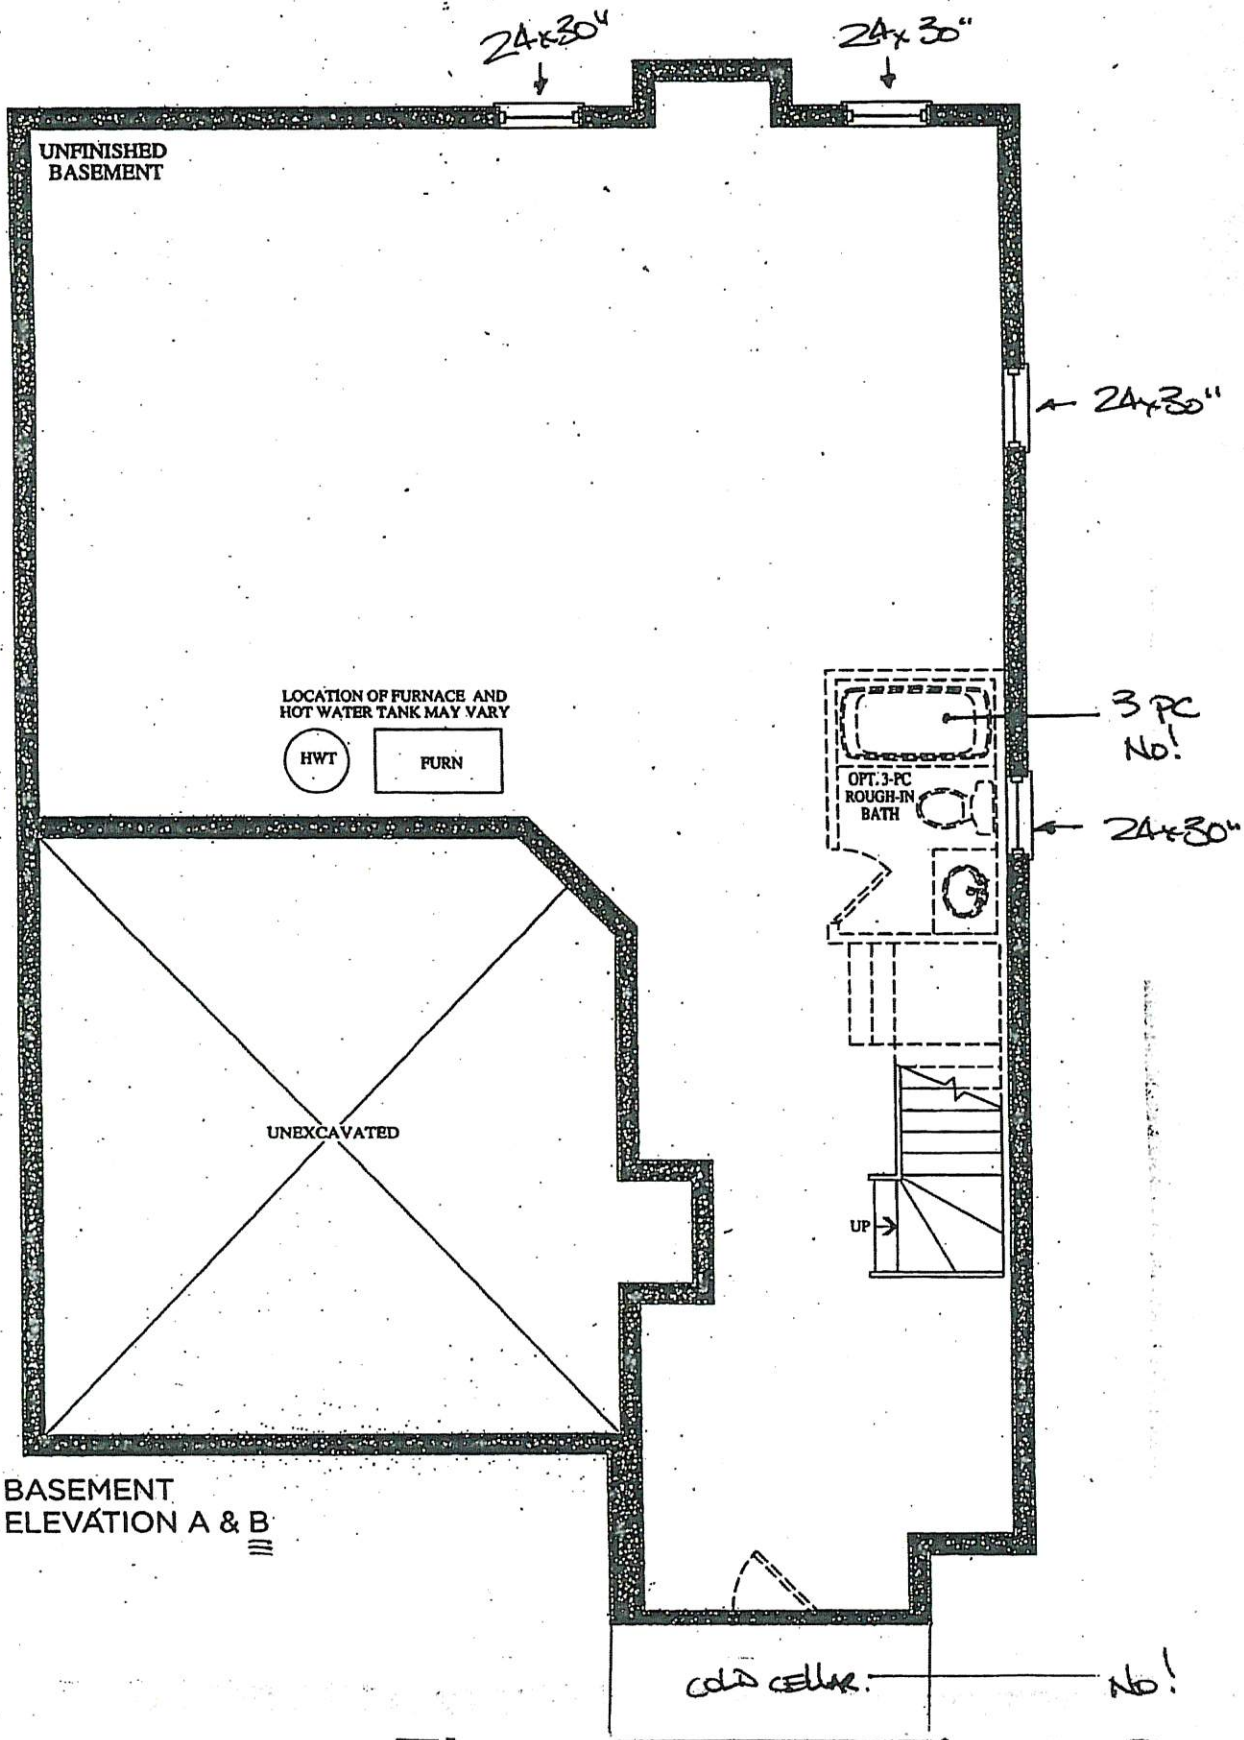 24x30"
24x30"
UNFINISHED
BASEMENT
24x30"
LOCATION OF FURNACE AND
HOT WATER TANK MAY VARY
HWT
FURN
3 PC
NO!
OPT. 3-PC
ROUGH-IN
BATH
24x30"
UNEXCAVATED
UP
BASEMENT
ELEVATION A & B
COLD CELLAR.
NO!